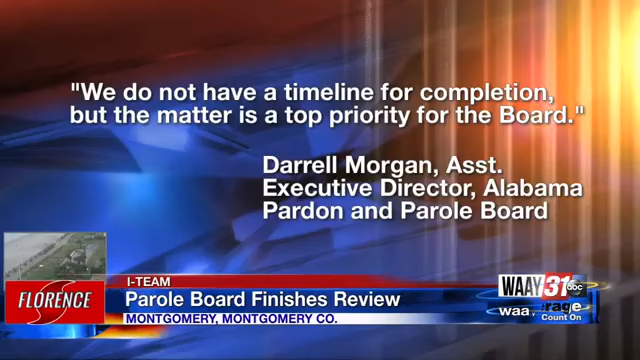 "We do not have a timeline for completion,
but the matter is a top priority for the Board."
Darrell Morgan, Asst.
Executive Director, Alabama
Pardon and Parole Board
I-TEAM
FLORENCE
Parole Board Finishes Review
MONTGOMERY, MONTGOMERY CO.
WAAY 31 abc
waay
Count On